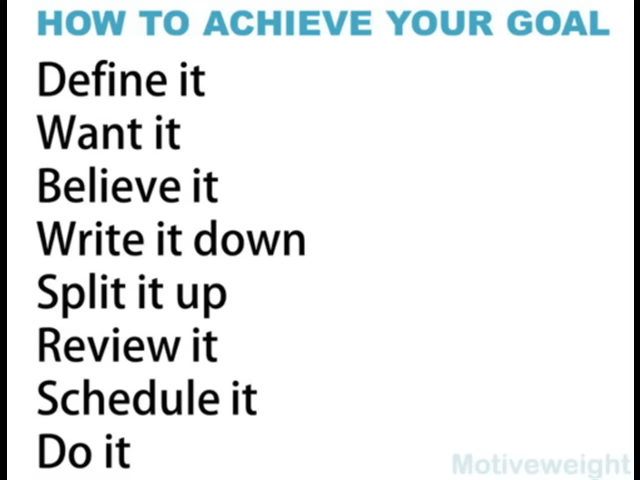 HOW TO ACHIEVE YOUR GOAL
Define it
Want it
Believe it
Write it down
Split it up
Review it
Schedule it
Do it
Motiveweight